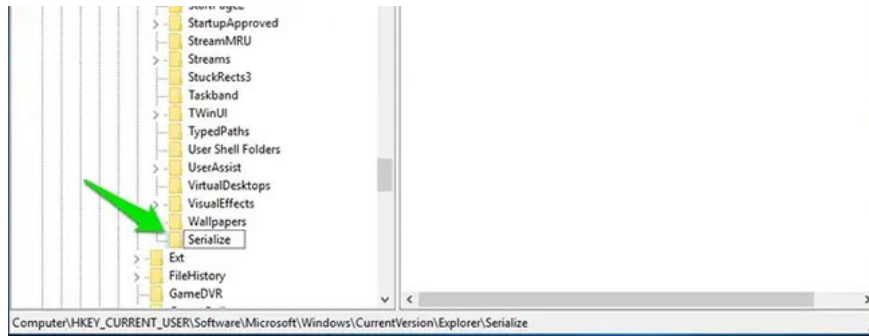 StartupApproved
StreamMRU
Streams
StuckRects3
Taskband
TWinUI
TypedPaths
User Shell Folders
UserAssist
VirtualDesktops
VisualEffects
Wallpapers
Serialize
Ext
FileHistory
GameDVR
Computer\HKEY_CURRENT_USER\Software\Microsoft\Windows\CurrentVersion\Explorer\Serialize